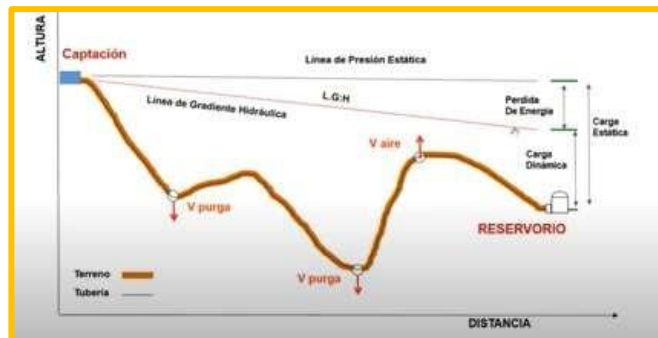 ALTURA
Captación
Línea de Presión Estática
L.G:H
Línea de Gradiente Hidráulica
Perdida
De Energía
Carga
Estática
V aire
Carga
Dinámica
V purga
RESERVORIO
V purga
Terreno
Tubería
DISTANCIA